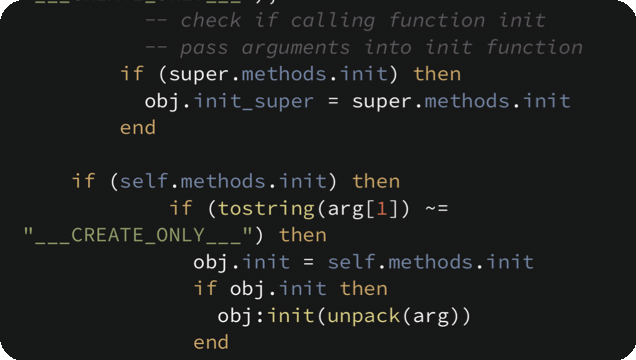 "___CREATE_ONLY___");
-- check if calling function init
-- pass arguments into init function
if (super.methods.init) then
obj.init_super = super.methods.init
end
if (self.methods.init) then
if (tostring(arg[1]) ~=
"___CREATE_ONLY___") then
obj.init = self.methods.init
if obj.init then
obj:init(unpack(arg))
end